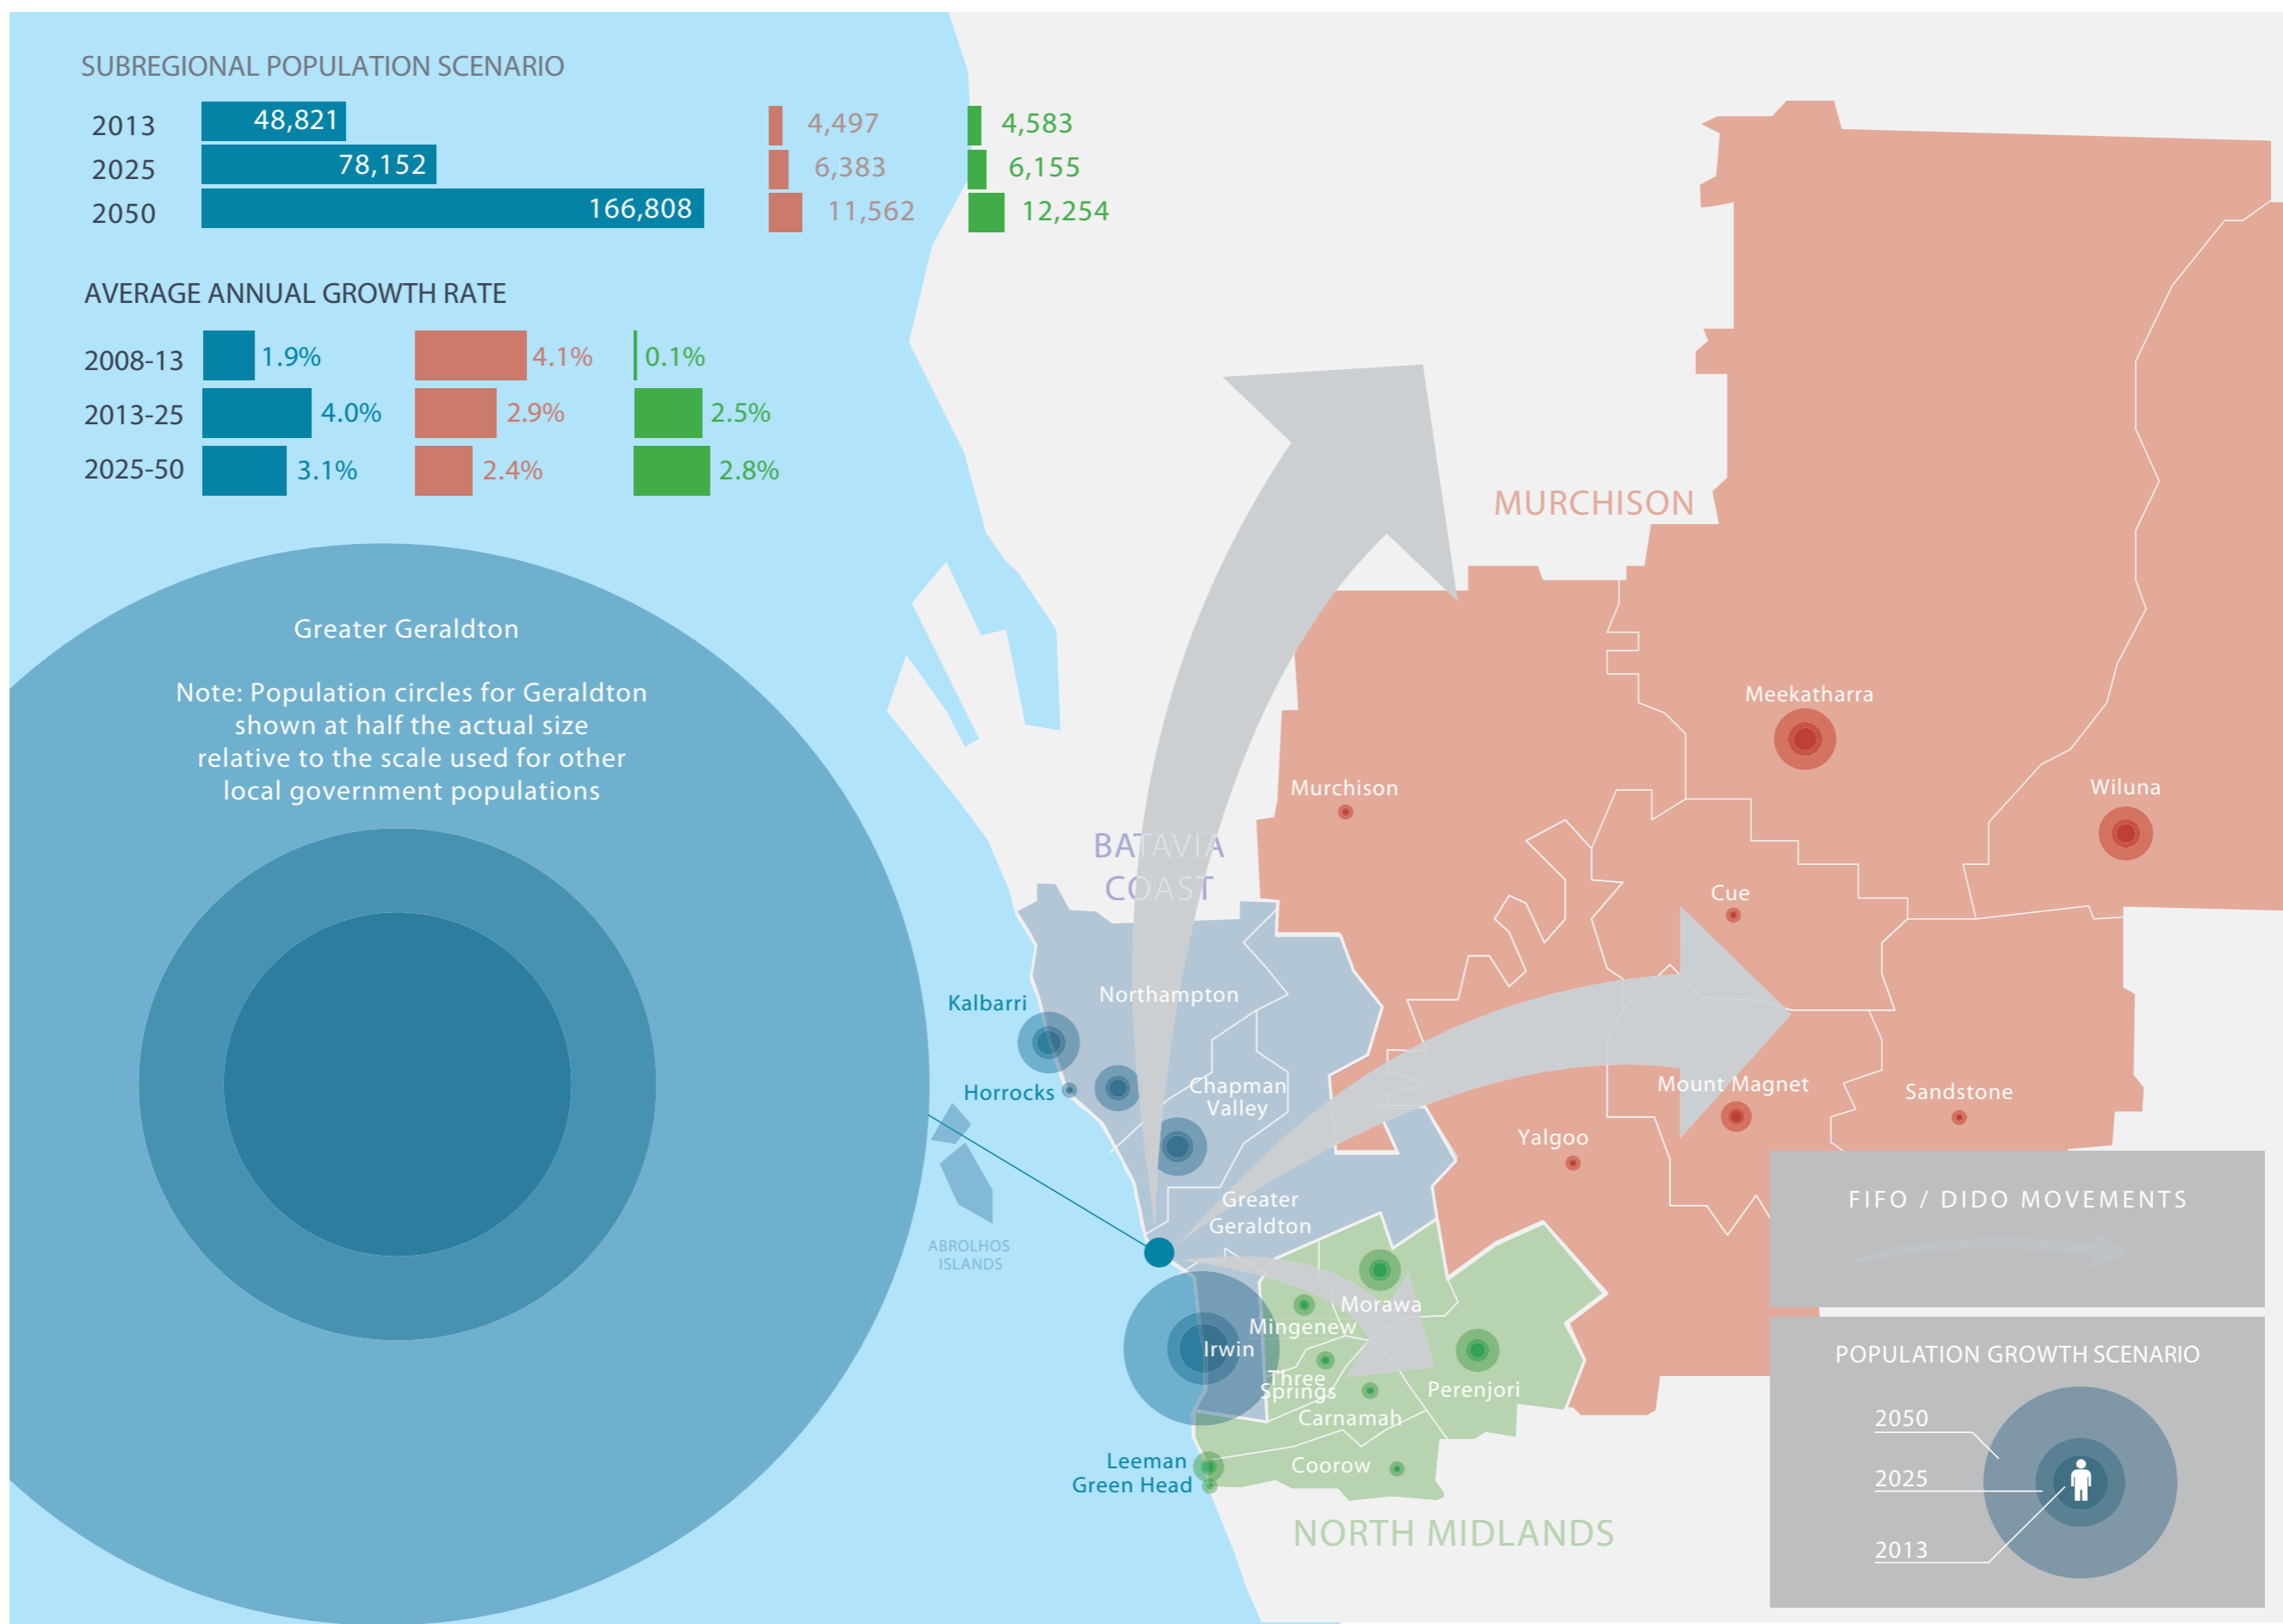 SUBREGIONAL POPULATION SCENARIO
2013 48,821 4,497 4,583
2025 78,152 6,383 6,155
2050 166,808 11,562 12,254
AVERAGE ANNUAL GROWTH RATE
2008-13 1.9% 4.1% 0.1%
2013-25 4.0% 2.9% 2.5%
2025-50 3.1% 2.4% 2.8%
Greater Geraldton
Note: Population circles for Geraldton
shown at half the actual size
relative to the scale used for other
local government populations
MURCHISON
Meekatharra
Murchison
Wiluna
BATAVIA
COAST
Cue
Kalbarri
Northampton
Horrocks
Chapman
Valley
Mount Magnet
Sandstone
Yalgoo
Greater
Geraldton
ABROLHOS
ISLANDS
Morawa
Mingenew
Irwin
Three
Springs
Perenjori
Carnamah
Leeman
Green Head
Coorow
NORTH MIDLANDS
FIFO / DIDO MOVEMENTS
POPULATION GROWTH SCENARIO
2050
2025
2013